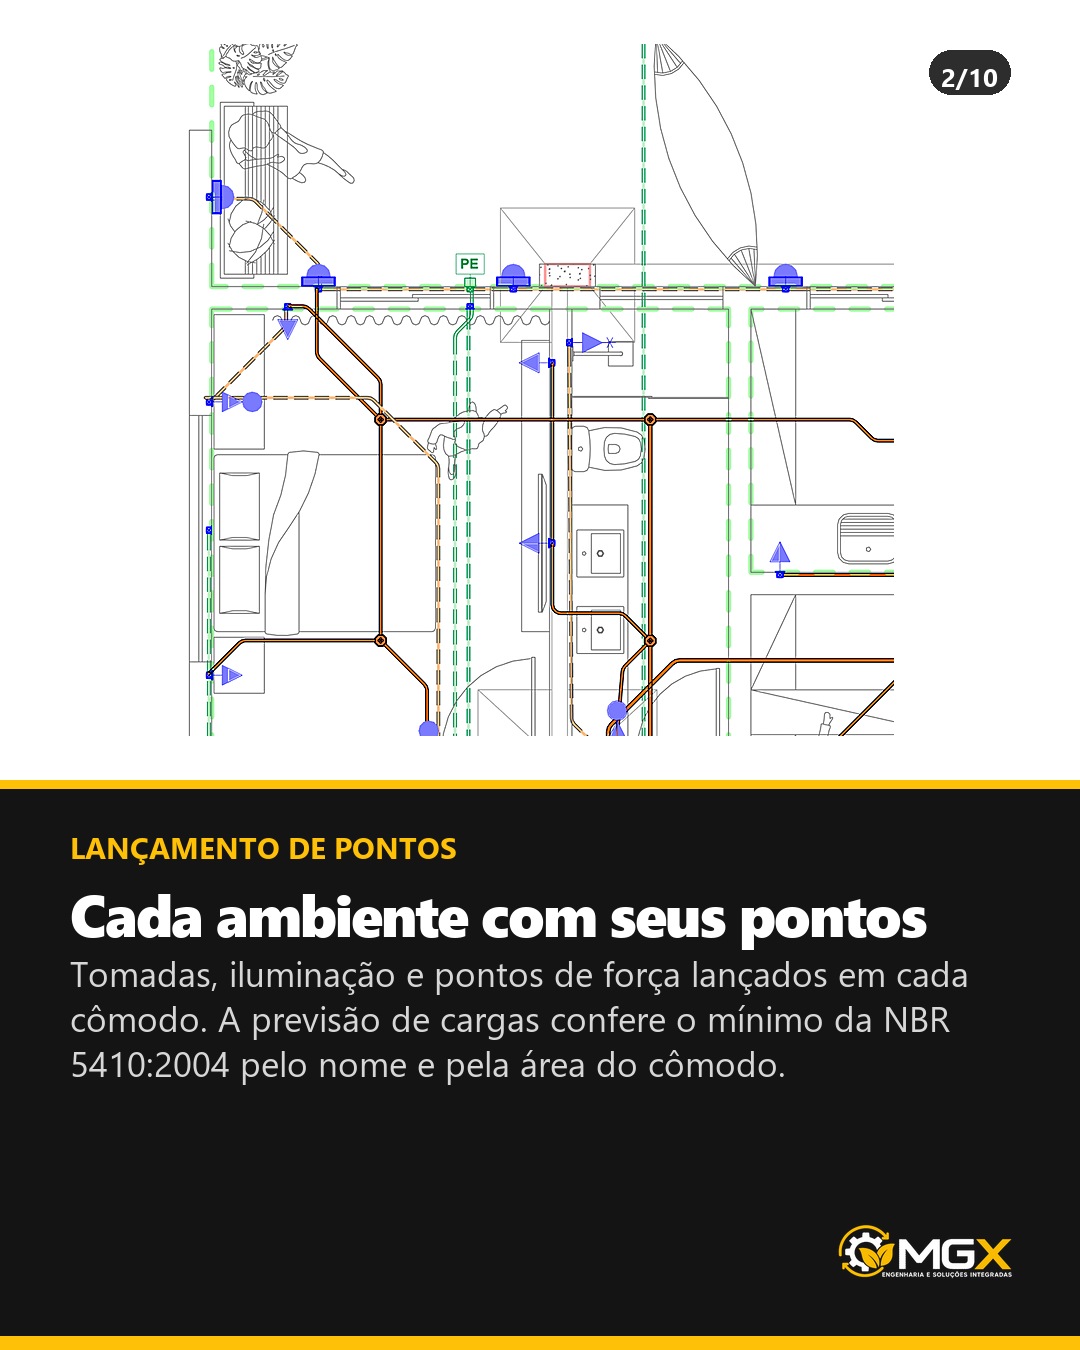 2/10
PE
LANÇAMENTO DE PONTOS
Cada ambiente com seus pontos
Tomadas, iluminação e pontos de força lançados em cada
cômodo. A previsão de cargas confere o mínimo da NBR
5410:2004 pelo nome e pela área do cômodo.
MGX
ENGENHARIA E SOLUÇÕES INTEGRADAS